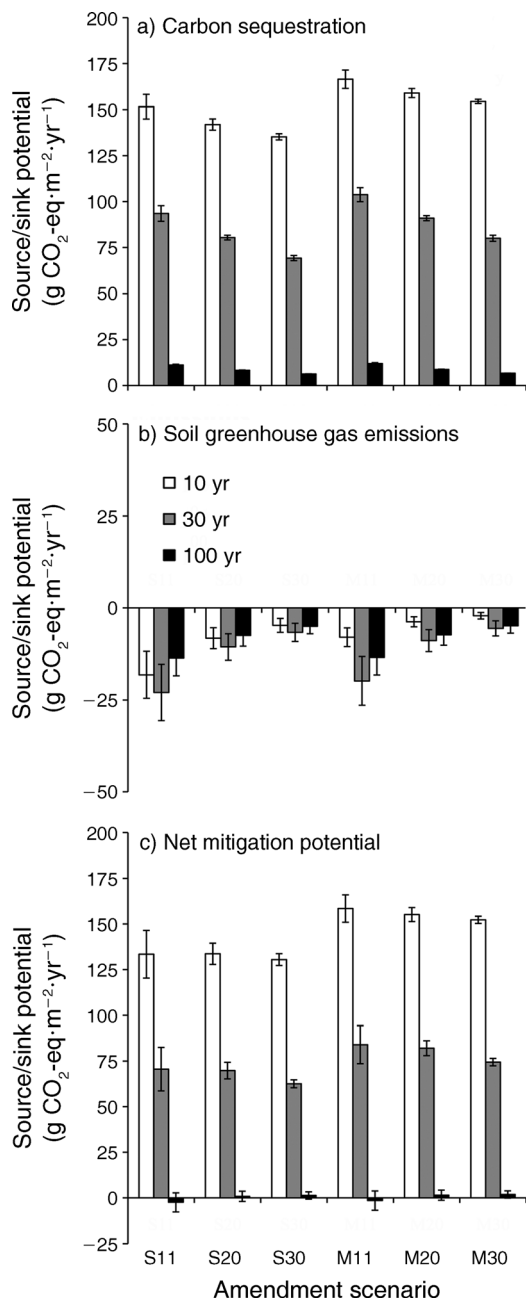 a) Carbon sequestration
Source/sink potential
(g CO₂-eq·m⁻²·yr⁻¹)
200
175
150
125
100
75
50
25
0
b) Soil greenhouse gas emissions
10 yr
30 yr
100 yr
Source/sink potential
(g CO₂-eq·m⁻²·yr⁻¹)
50
25
0
−25
−50
c) Net mitigation potential
Source/sink potential
(g CO₂-eq·m⁻²·yr⁻¹)
200
175
150
125
100
75
50
25
0
−25
S11 S20 S30 M11 M20 M30
Amendment scenario